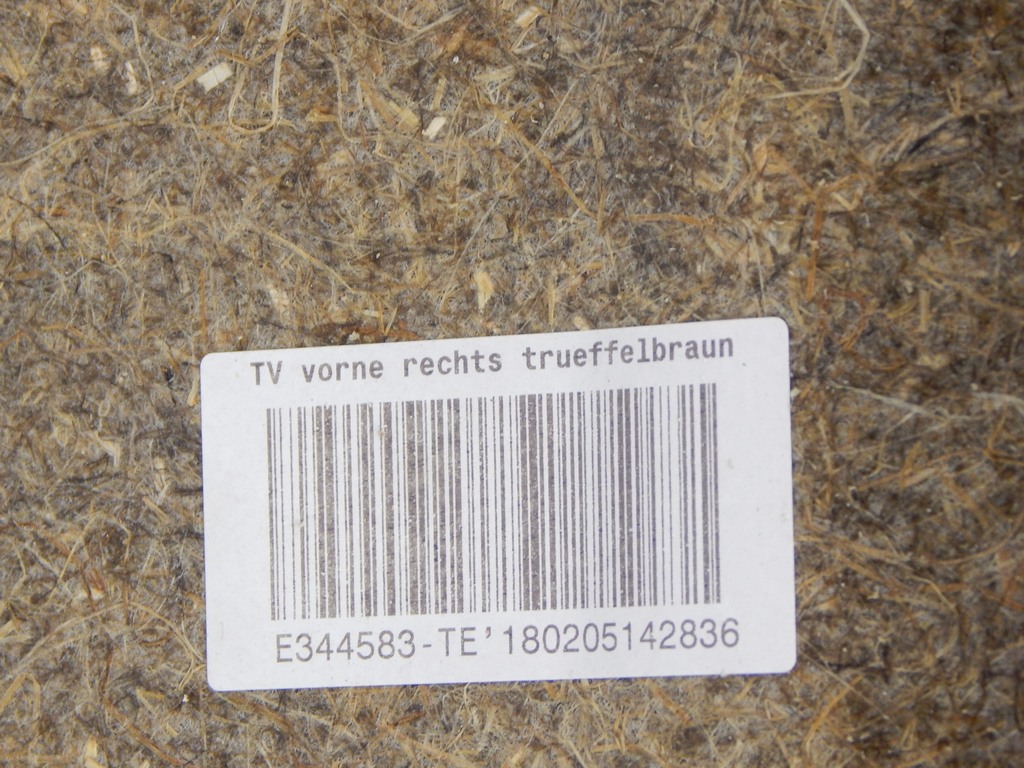 TV vorne rechts trueffelbraun
E344583-TE'180205142836